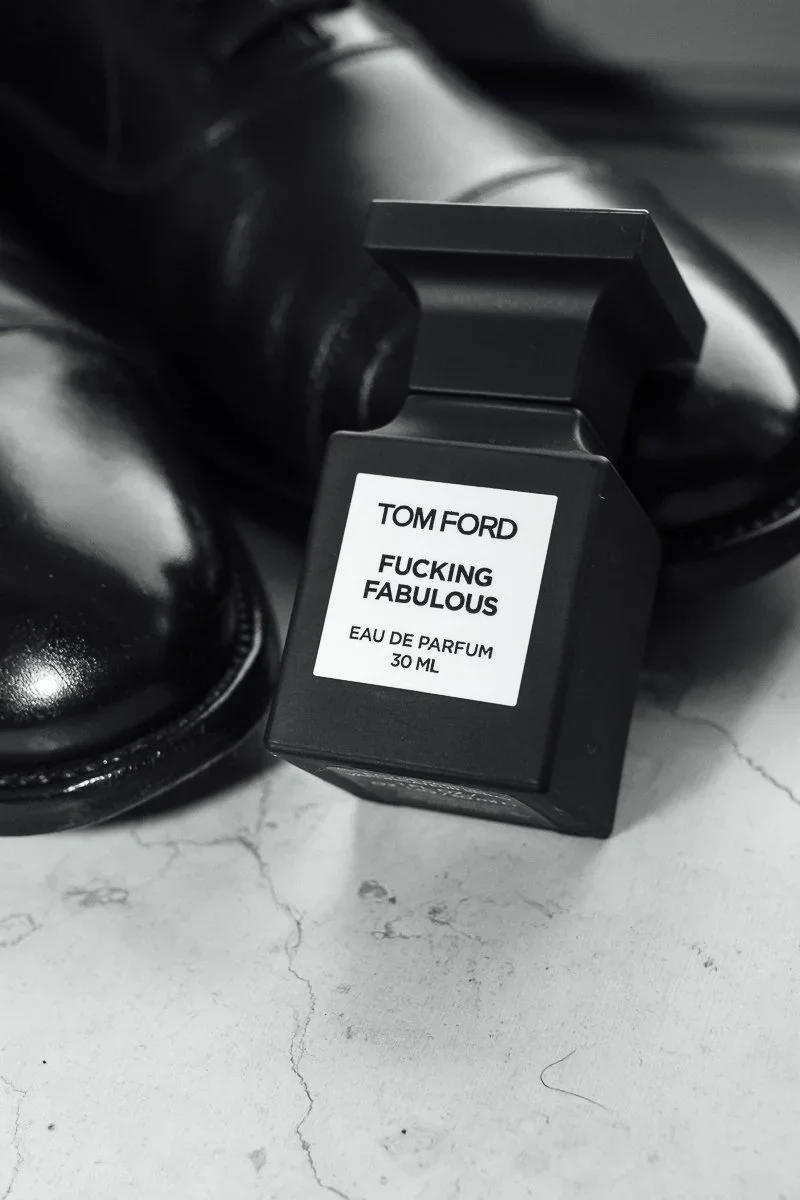 TOM FORD
FUCKING
FABULOUS
EAU DE PARFUM
30 ML